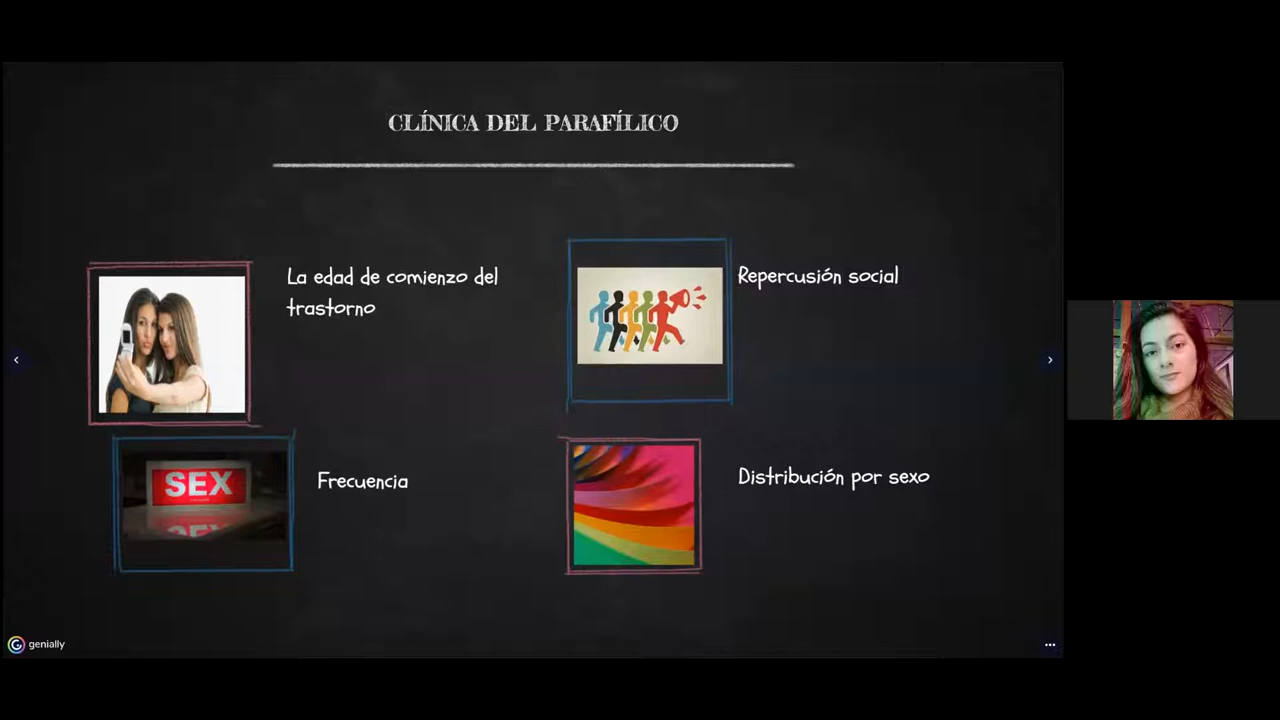 CLÍNICA DEL PARAFÍLICO
La edad de comienzo del
trastorno
Repercusión social
SEX
Frecuencia
Distribución por sexo
genially